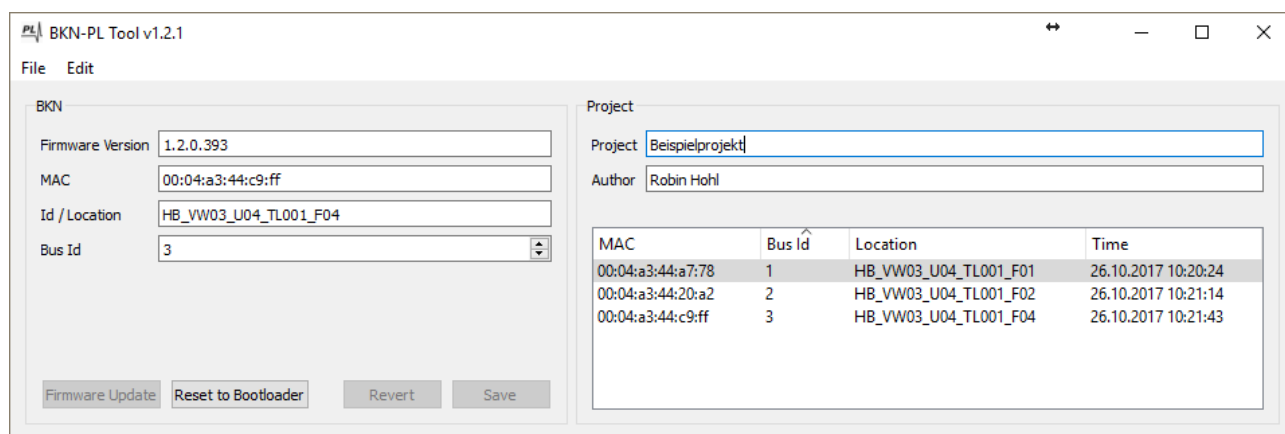 PL BKN-PL Tool v1.2.1
File Edit
BKN
Firmware Version 1.2.0.393
MAC 00:04:a3:44:c9:ff
Id / Location HB_VW03_U04_TL001_F04
Bus Id 3
Firmware Update Reset to Bootloader Revert Save
Project
Project Beispielprojekt
Author Robin Hohl
MAC Bus Id Location Time
00:04:a3:44:a7:78 1 HB_VW03_U04_TL001_F01 26.10.2017 10:20:24
00:04:a3:44:20:a2 2 HB_VW03_U04_TL001_F02 26.10.2017 10:21:14
00:04:a3:44:c9:ff 3 HB_VW03_U04_TL001_F04 26.10.2017 10:21:43